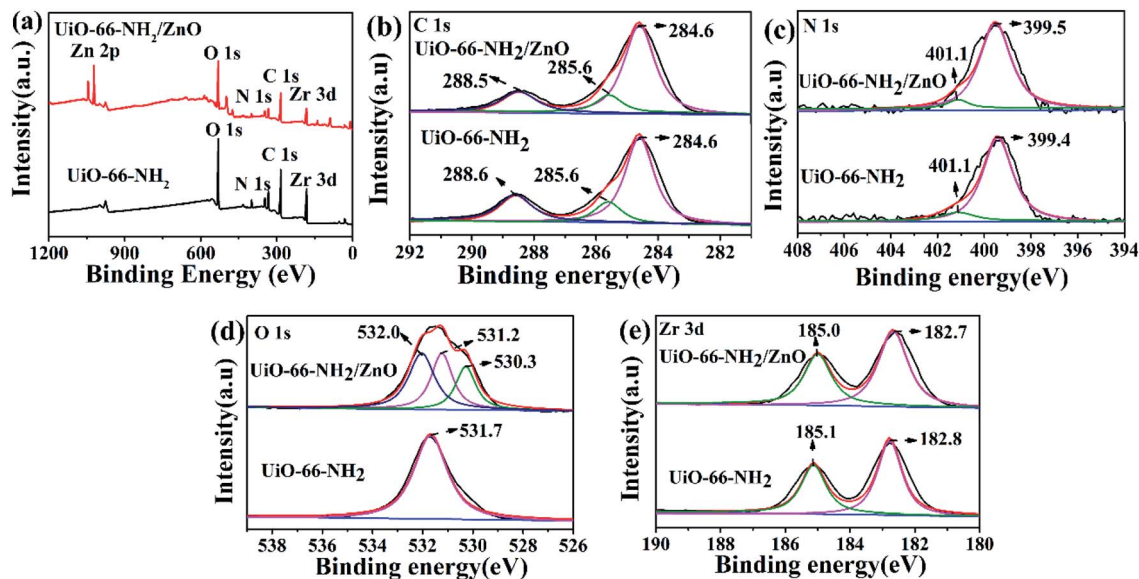 (a)
UiO-66-NH2/ZnO
Zn 2p
O 1s
C 1s
N 1s
Zr 3d
O 1s
C 1s
N 1s
Zr 3d
UiO-66-NH2
Intensity(a.u.)
1200 900 600 300 0
Binding Energy (eV)
(b)
C 1s
UiO-66-NH2/ZnO
284.6
285.6
288.5
UiO-66-NH2
284.6
285.6
288.6
Intensity(a.u)
292 290 288 286 284 282
Binding energy(eV)
(c)
N 1s
399.5
401.1
UiO-66-NH2/ZnO
399.4
401.1
UiO-66-NH2
Intensity(a.u)
408 406 404 402 400 398 396 394
Binding energy(eV)
(d)
O 1s
532.0
531.2
UiO-66-NH2/ZnO
530.3
531.7
UiO-66-NH2
Intensity(a.u)
538 536 534 532 530 528 526
Binding energy(eV)
(e)
Zr 3d
185.0
182.7
UiO-66-NH2/ZnO
185.1
182.8
UiO-66-NH2
Intensity(a.u)
190 188 186 184 182 180
Binding energy(eV)